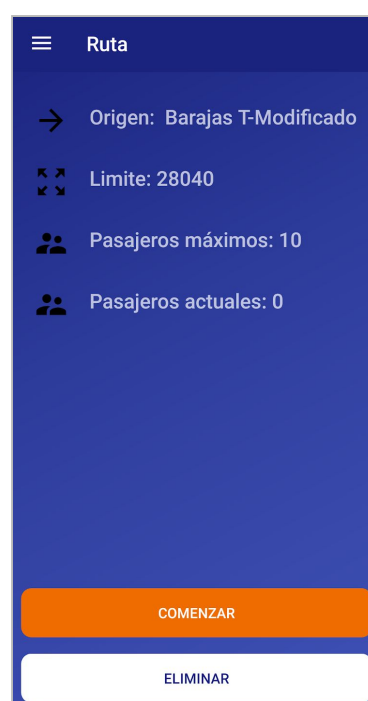 Ruta
Origen: Barajas T-Modificado
Limite: 28040
Pasajeros máximos: 10
Pasajeros actuales: 0
COMENZAR
ELIMINAR